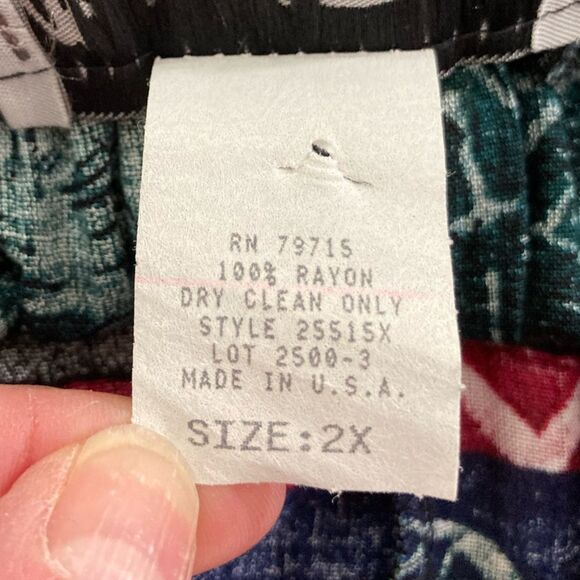 RN 79715
100% RAYON
DRY CLEAN ONLY
STYLE 25515X
LOT 2500-3
MADE IN U.S.A.
SIZE:2X